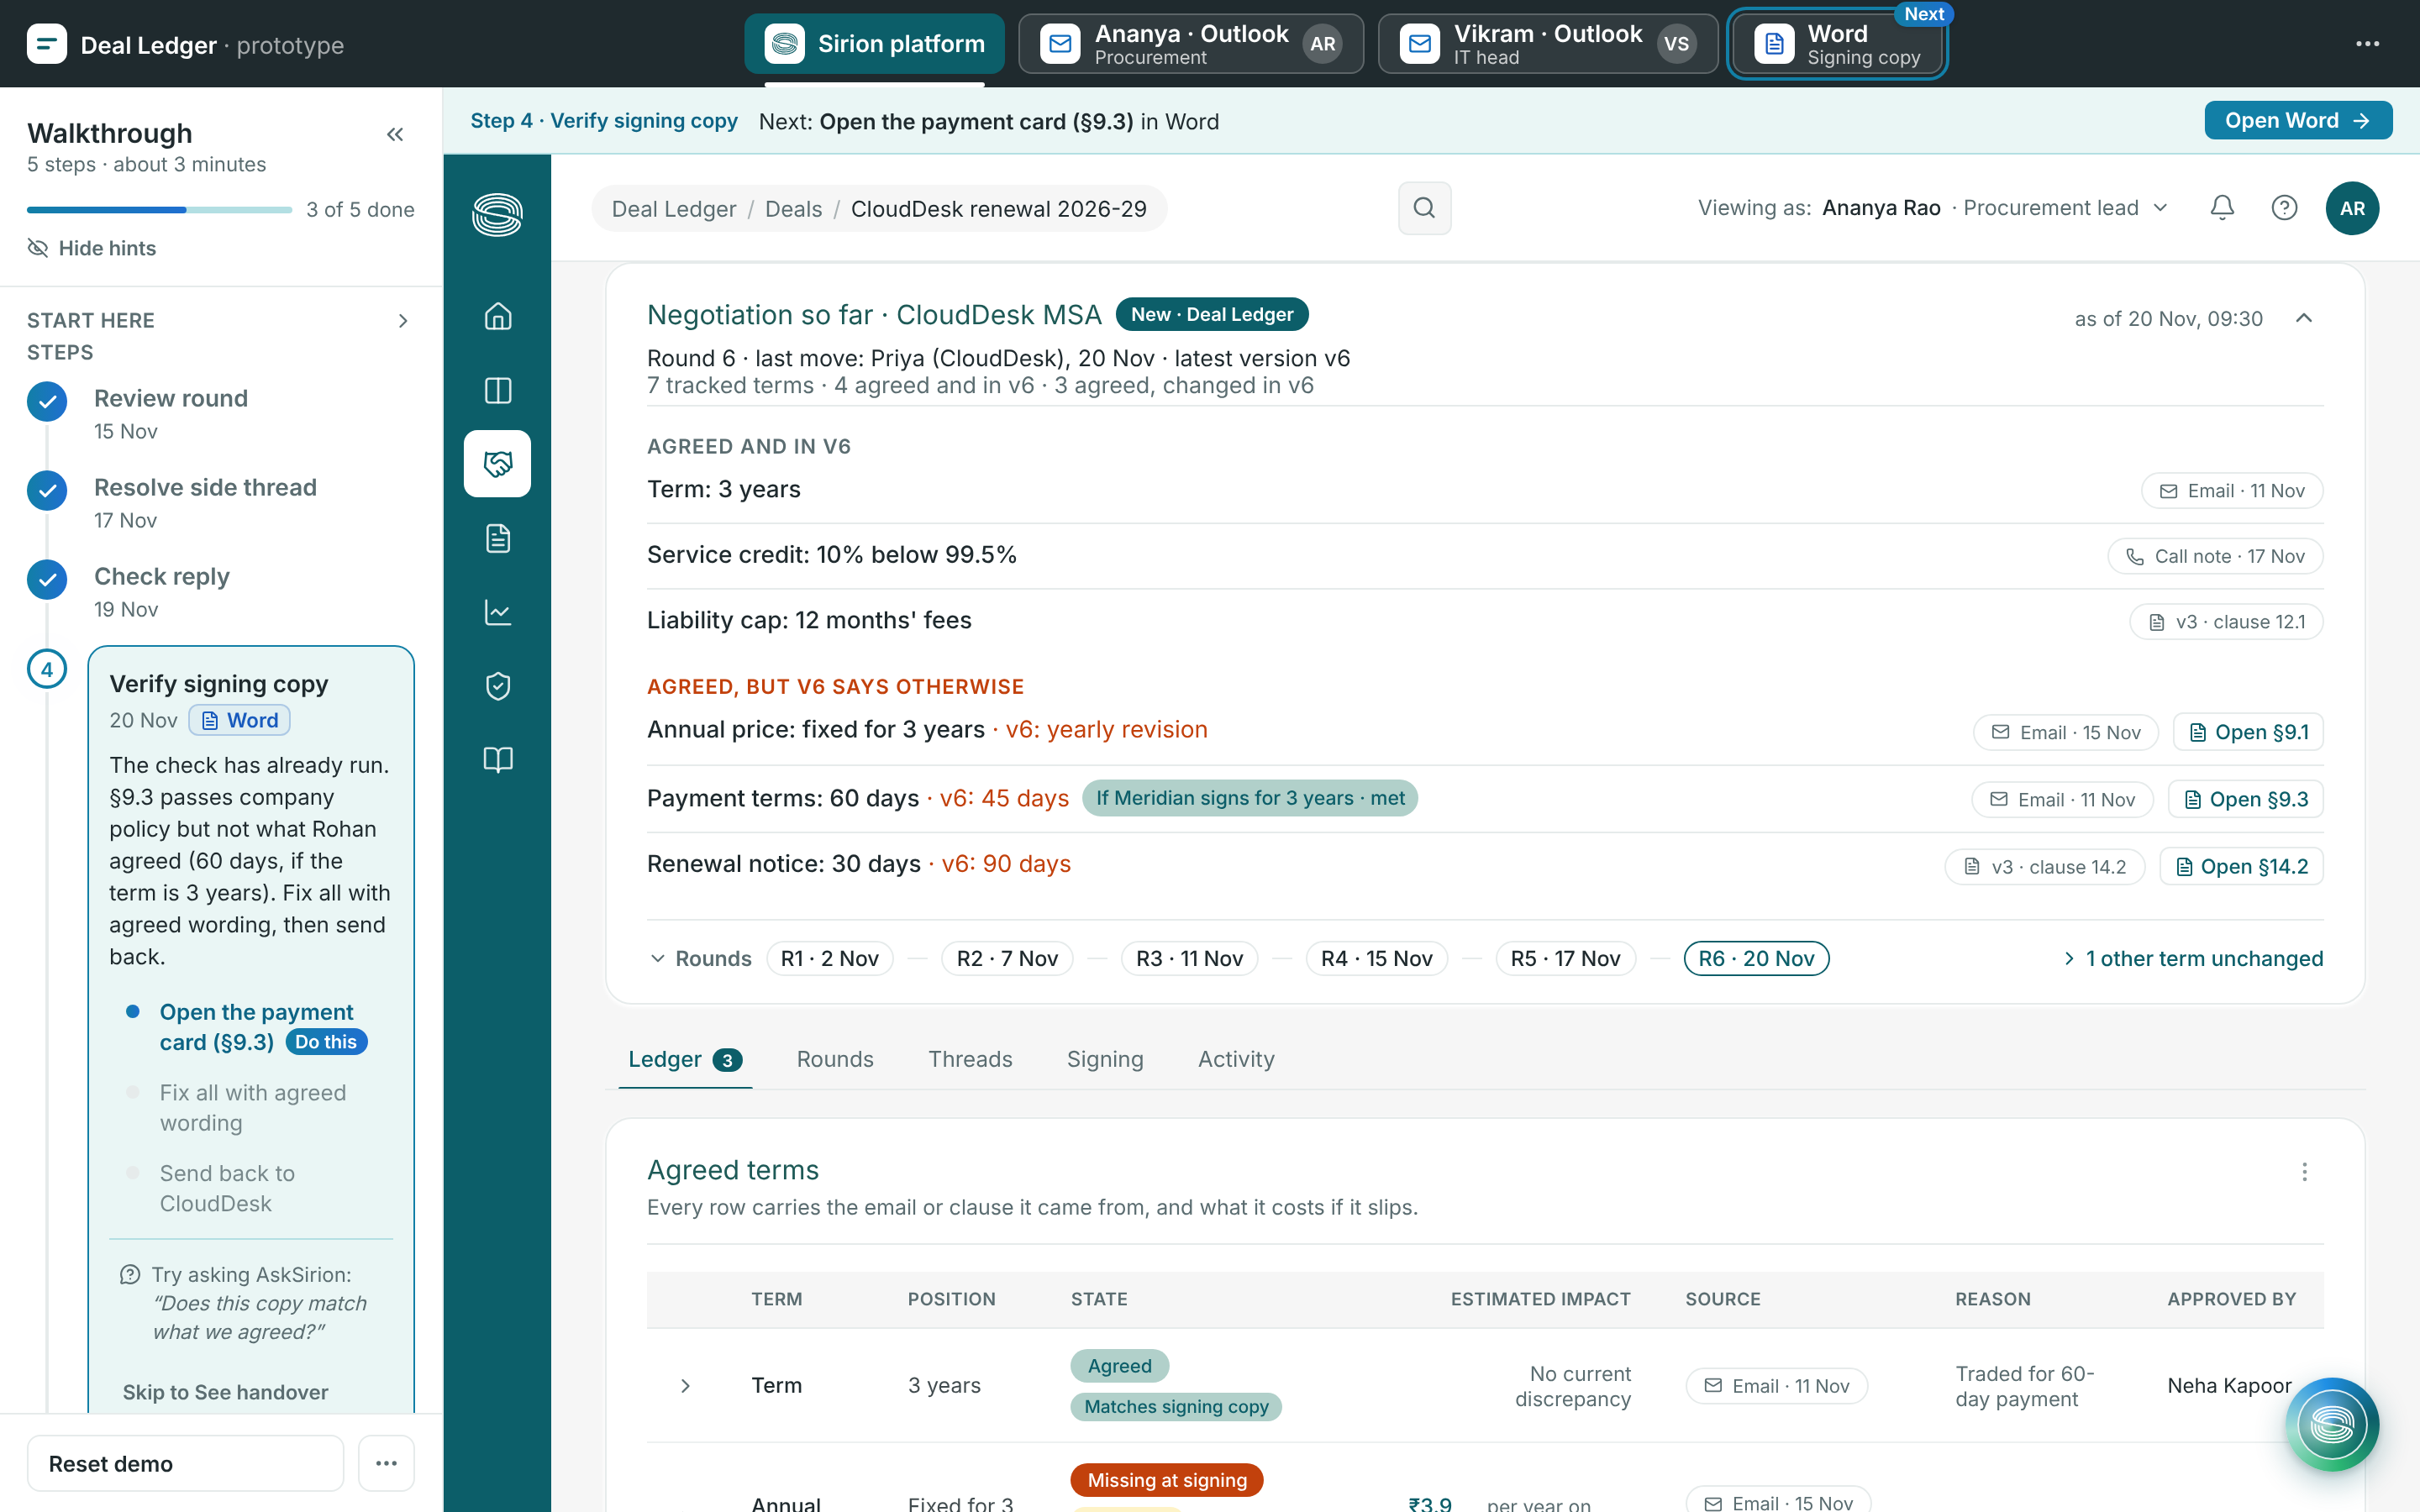 Deal Ledger · prototype
Sirion platform
Ananya · Outlook
Procurement
AR
Vikram · Outlook
IT head
VS
Word
Signing copy
Next
Walkthrough
5 steps · about 3 minutes
3 of 5 done
Hide hints
START HERE
STEPS
Review round
15 Nov
Resolve side thread
17 Nov
Check reply
19 Nov
4
Verify signing copy
20 Nov Word
The check has already run.
§9.3 passes company
policy but not what Rohan
agreed (60 days, if the
term is 3 years). Fix all with
agreed wording, then send
back.
Open the payment
card (§9.3) Do this
Fix all with agreed
wording
Send back to
CloudDesk
Try asking AskSirion:
“Does this copy match
what we agreed?”
Skip to See handover
Reset demo
Step 4 · Verify signing copy Next: Open the payment card (§9.3) in Word
Open Word
Deal Ledger / Deals / CloudDesk renewal 2026-29
Viewing as: Ananya Rao · Procurement lead
AR
Negotiation so far · CloudDesk MSA New · Deal Ledger
as of 20 Nov, 09:30
Round 6 · last move: Priya (CloudDesk), 20 Nov · latest version v6
7 tracked terms · 4 agreed and in v6 · 3 agreed, changed in v6
AGREED AND IN V6
Term: 3 years Email · 11 Nov
Service credit: 10% below 99.5% Call note · 17 Nov
Liability cap: 12 months' fees v3 · clause 12.1
AGREED, BUT V6 SAYS OTHERWISE
Annual price: fixed for 3 years · v6: yearly revision Email · 15 Nov Open §9.1
Payment terms: 60 days · v6: 45 days If Meridian signs for 3 years · met Email · 11 Nov Open §9.3
Renewal notice: 30 days · v6: 90 days v3 · clause 14.2 Open §14.2
Rounds R1 · 2 Nov R2 · 7 Nov R3 · 11 Nov R4 · 15 Nov R5 · 17 Nov R6 · 20 Nov 1 other term unchanged
Ledger 3 Rounds Threads Signing Activity
Agreed terms
Every row carries the email or clause it came from, and what it costs if it slips.
TERM POSITION STATE ESTIMATED IMPACT SOURCE REASON APPROVED BY
Term 3 years
Agreed
Matches signing copy
No current
discrepancy
Email · 11 Nov
Traded for 60-
day payment
Neha Kapoor
Missing at signing
Annual Fixed for 3 ₹3.9 per year on Email · 15 Nov